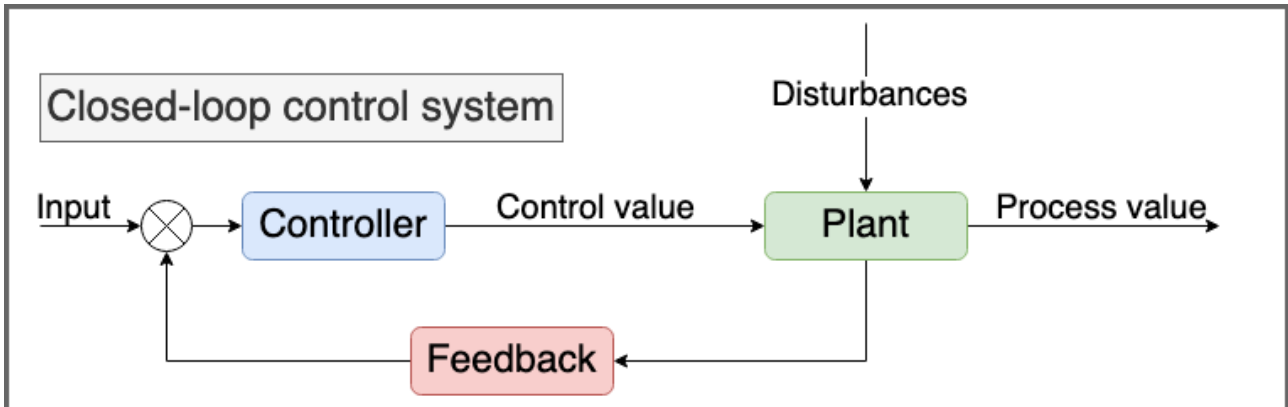 Disturbances
Closed-loop control system
Input
Controller
Control value
Plant
Process value
Feedback